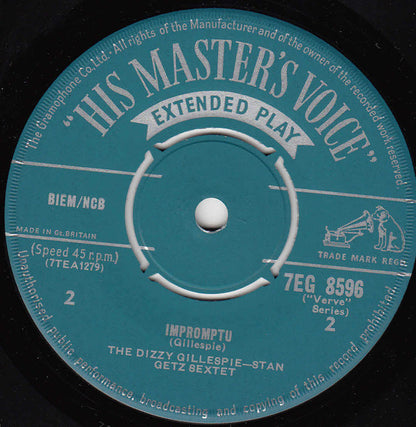 The Gramophone Co. Ltd. All rights of the Manufacturer and of the owner of the recorded work reserved.
"HIS MASTER'S VOICE"
EXTENDED PLAY
BIEM/NCB
MADE IN Gt. BRITAIN
(Speed 45 r.p.m.)
(7TEA1279)
2
TRADE MARK REGD
7EG 8596
("Verve"
Series)
2
IMPROMPTU
(Gillespie)
THE DIZZY GILLESPIE—STAN
GETZ SEXTET
Unauthorised public performance, broadcasting and copying of this record prohibited.